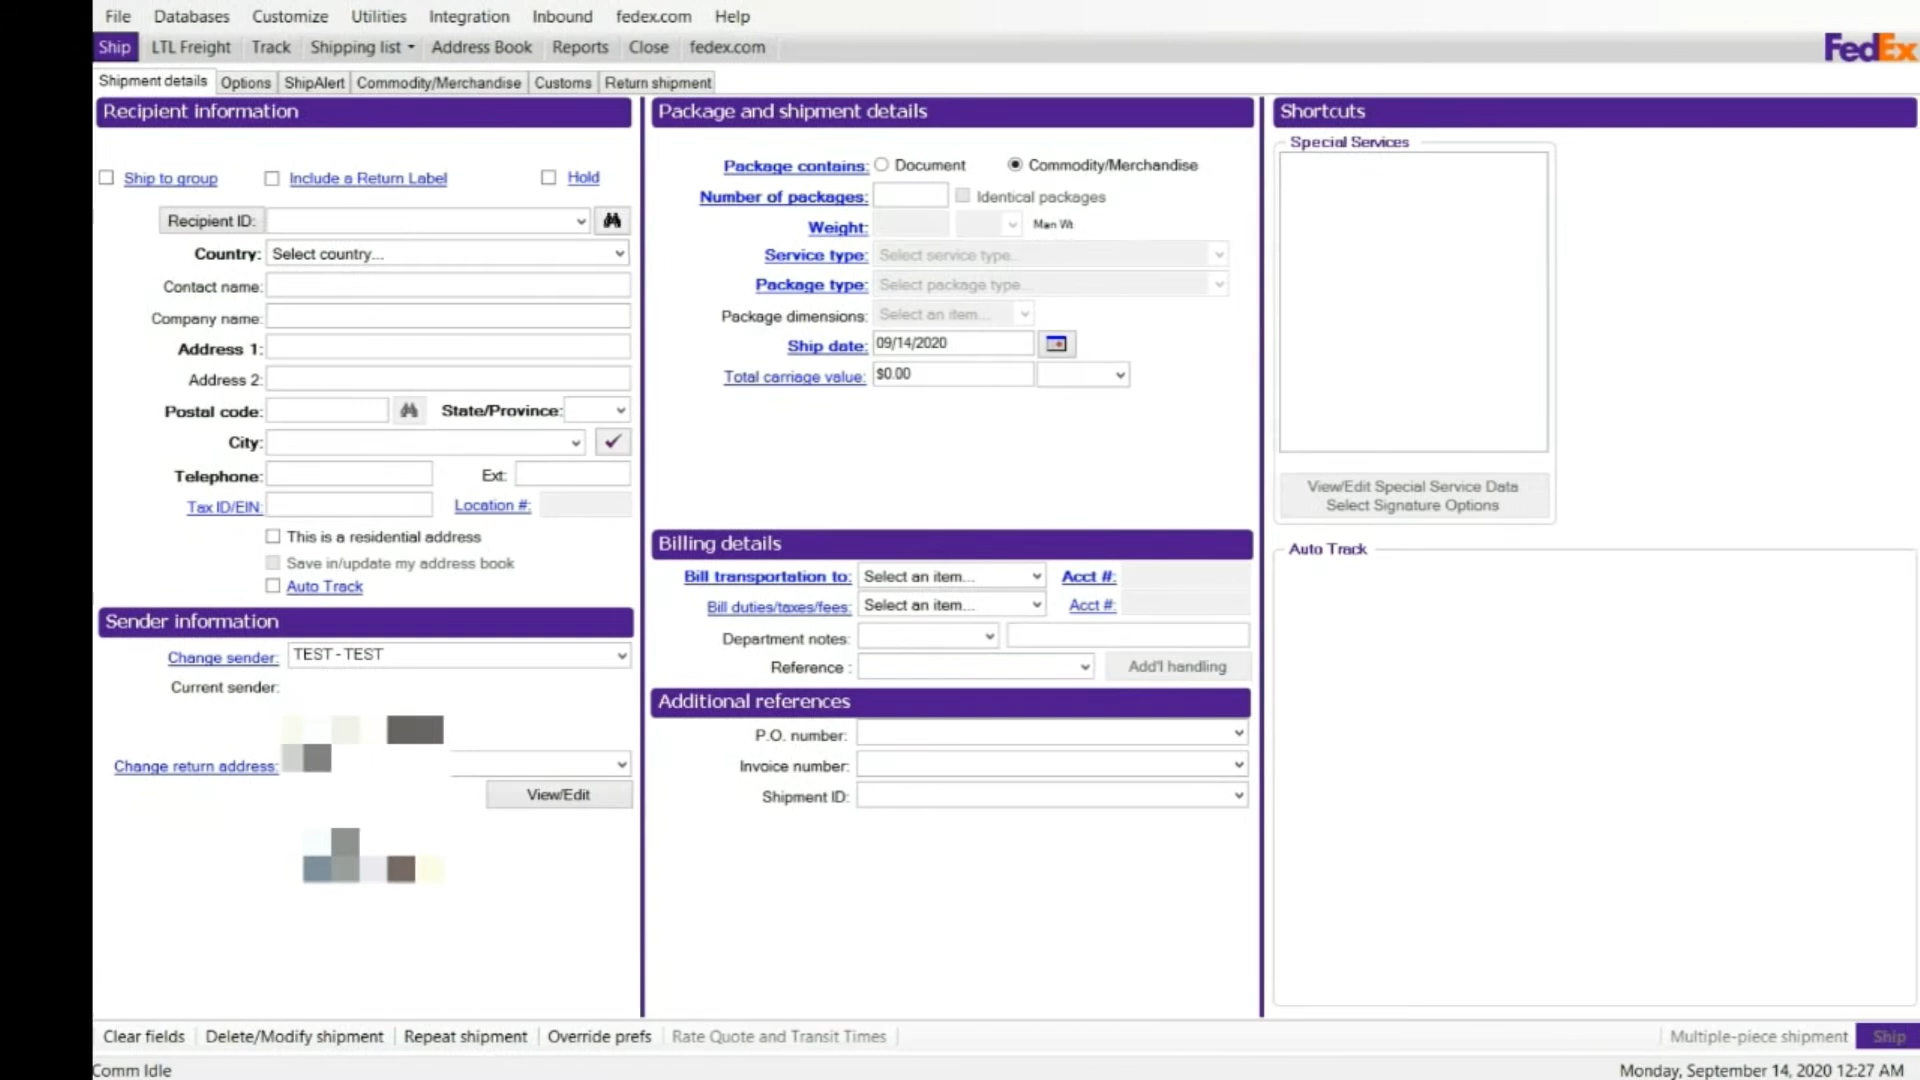 File Databases Customize Utilities Integration Inbound fedex.com Help
Ship LTL Freight Track Shipping list Address Book Reports Close fedex.com
FedEx
Shipment details Options ShipAlert Commodity/Merchandise Customs Return shipment
Recipient information
Ship to group Include a Return Label Hold
Recipient ID:
Country: Select country...
Contact name:
Company name:
Address 1:
Address 2:
Postal code: State/Province:
City:
Telephone: Ext:
Tax ID/EIN: Location #:
This is a residential address
Save in/update my address book
Auto Track
Sender information
Change sender: TEST - TEST
Current sender:
Change return address:
View/Edit
Package and shipment details
Package contains: Document Commodity/Merchandise
Number of packages: Identical packages
Weight: Man Wt
Service type: Select service type...
Package type: Select package type...
Package dimensions: Select an item...
Ship date: 09/14/2020
Total carriage value: $0.00
Billing details
Bill transportation to: Select an item... Acct #:
Bill duties/taxes/fees: Select an item... Acct #:
Department notes:
Reference : Add'l handling
Additional references
P.O. number:
Invoice number:
Shipment ID:
Shortcuts
Special Services
View/Edit Special Service Data
Select Signature Options
Auto Track
Clear fields Delete/Modify shipment Repeat shipment Override prefs Rate Quote and Transit Times Multiple-piece shipment Ship
Comm Idle Monday, September 14, 2020 12:27 AM